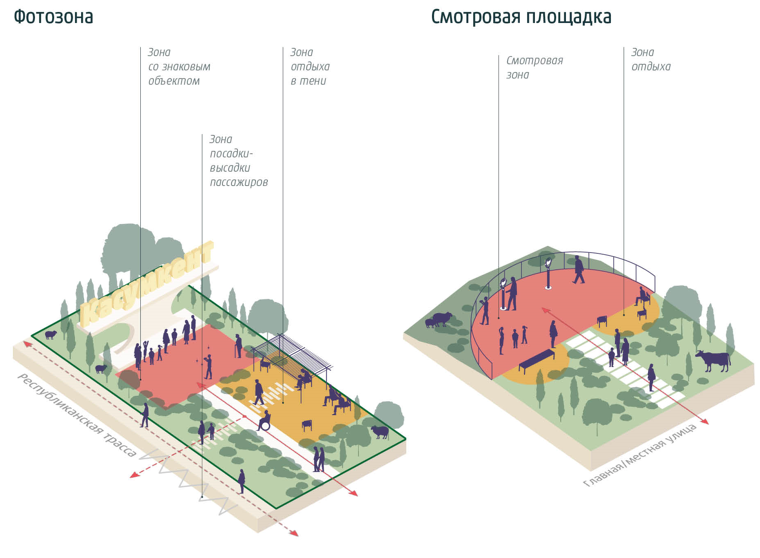 Фотозона
Смотровая площадка
Зона
со знаковым
объектом
Зона
отдыха
в тени
Зона
посадки-
высадки
пассажиров
Смотровая
зона
Зона
отдыха
Республиканская трасса
Главная/местная улица